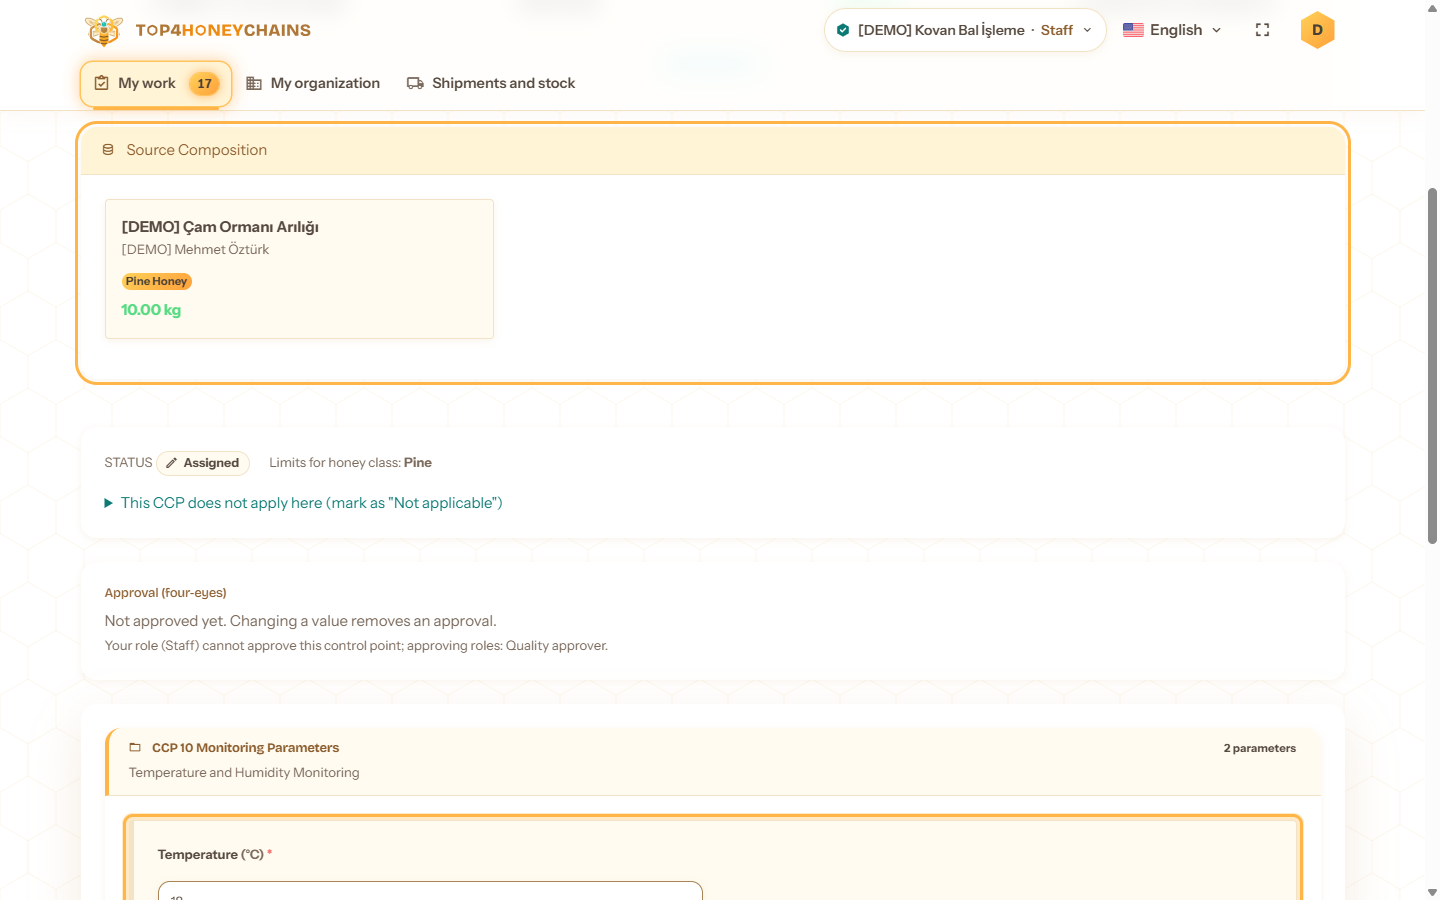 TOP4HONEYCHAINS
[DEMO] Kovan Bal İşleme · Staff
English
D
My work 17
My organization
Shipments and stock
Source Composition
[DEMO] Çam Ormanı Arılığı
[DEMO] Mehmet Öztürk
Pine Honey
10.00 kg
STATUS Assigned Limits for honey class: Pine
This CCP does not apply here (mark as "Not applicable")
Approval (four-eyes)
Not approved yet. Changing a value removes an approval.
Your role (Staff) cannot approve this control point; approving roles: Quality approver.
CCP 10 Monitoring Parameters
2 parameters
Temperature and Humidity Monitoring
Temperature (°C) *